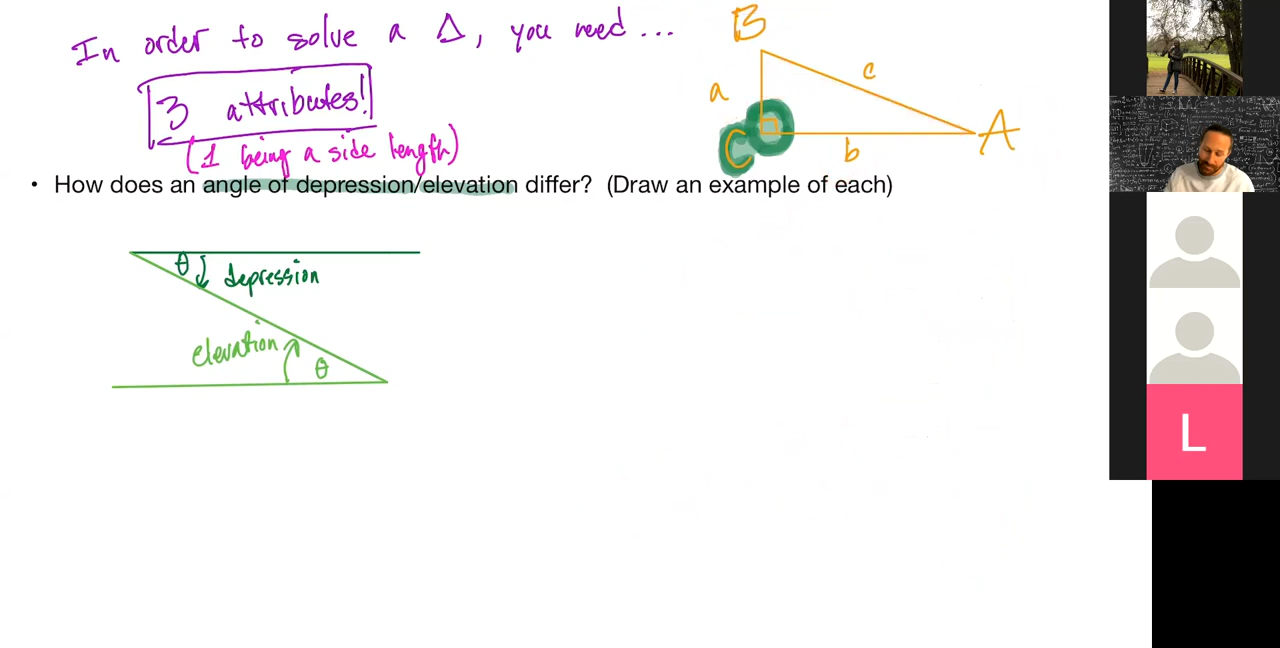 In order to solve a Δ, you need ...
3 attributes!
(1 being a side length)
B
a
c
C
b
A
• How does an angle of depression/elevation differ? (Draw an example of each)
θ depression
elevation θ
L